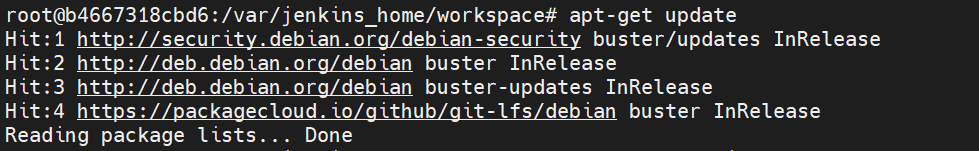 root@b4667318cbd6:/var/jenkins_home/workspace# apt-get update
Hit:1 http://security.debian.org/debian-security buster/updates InRelease
Hit:2 http://deb.debian.org/debian buster InRelease
Hit:3 http://deb.debian.org/debian buster-updates InRelease
Hit:4 https://packagecloud.io/github/git-lfs/debian buster InRelease
Reading package lists... Done